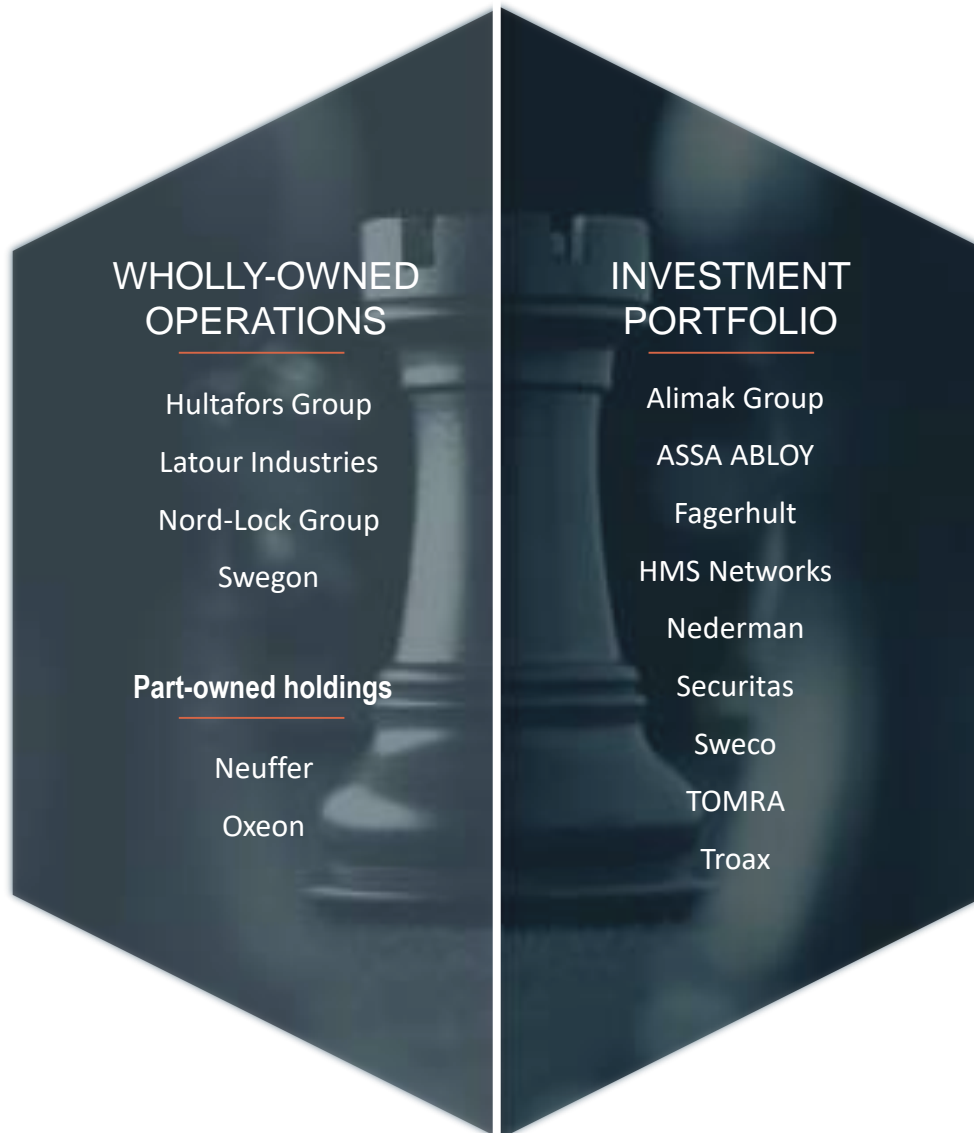 WHOLLY-OWNED
OPERATIONS
Hultafors Group
Latour Industries
Nord-Lock Group
Swegon
Part-owned holdings
Neuffer
Oxeon
INVESTMENT
PORTFOLIO
Alimak Group
ASSA ABLOY
Fagerhult
HMS Networks
Nederman
Securitas
Sweco
TOMRA
Troax